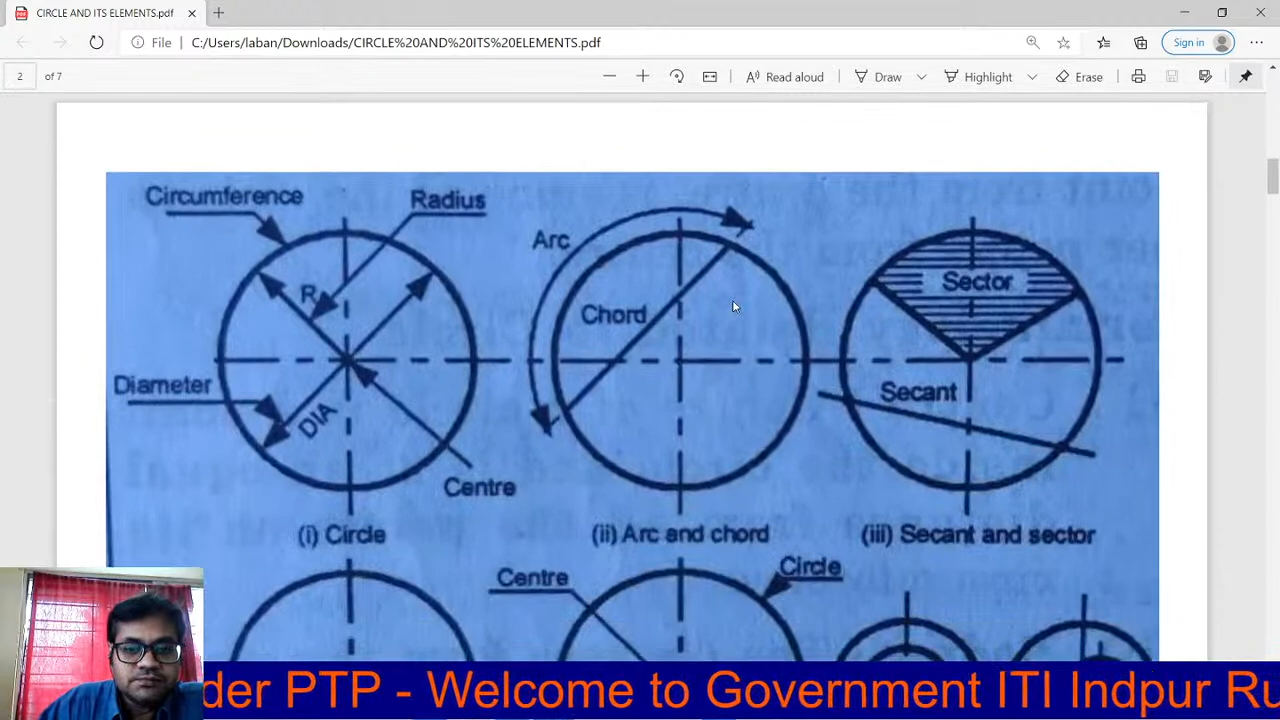 CIRCLE AND ITS ELEMENTS.pdf
File C:/Users/laban/Downloads/CIRCLE%20AND%20ITS%20ELEMENTS.pdf Sign in
2 of 7 Read aloud Draw Highlight Erase
Circumference Radius
Arc
R Sector
Chord
Diameter Secant
DIA
Centre
(i) Circle (ii) Arc and chord (iii) Secant and sector
Centre Circle
der PTP - Welcome to Government ITI Indpur Ru